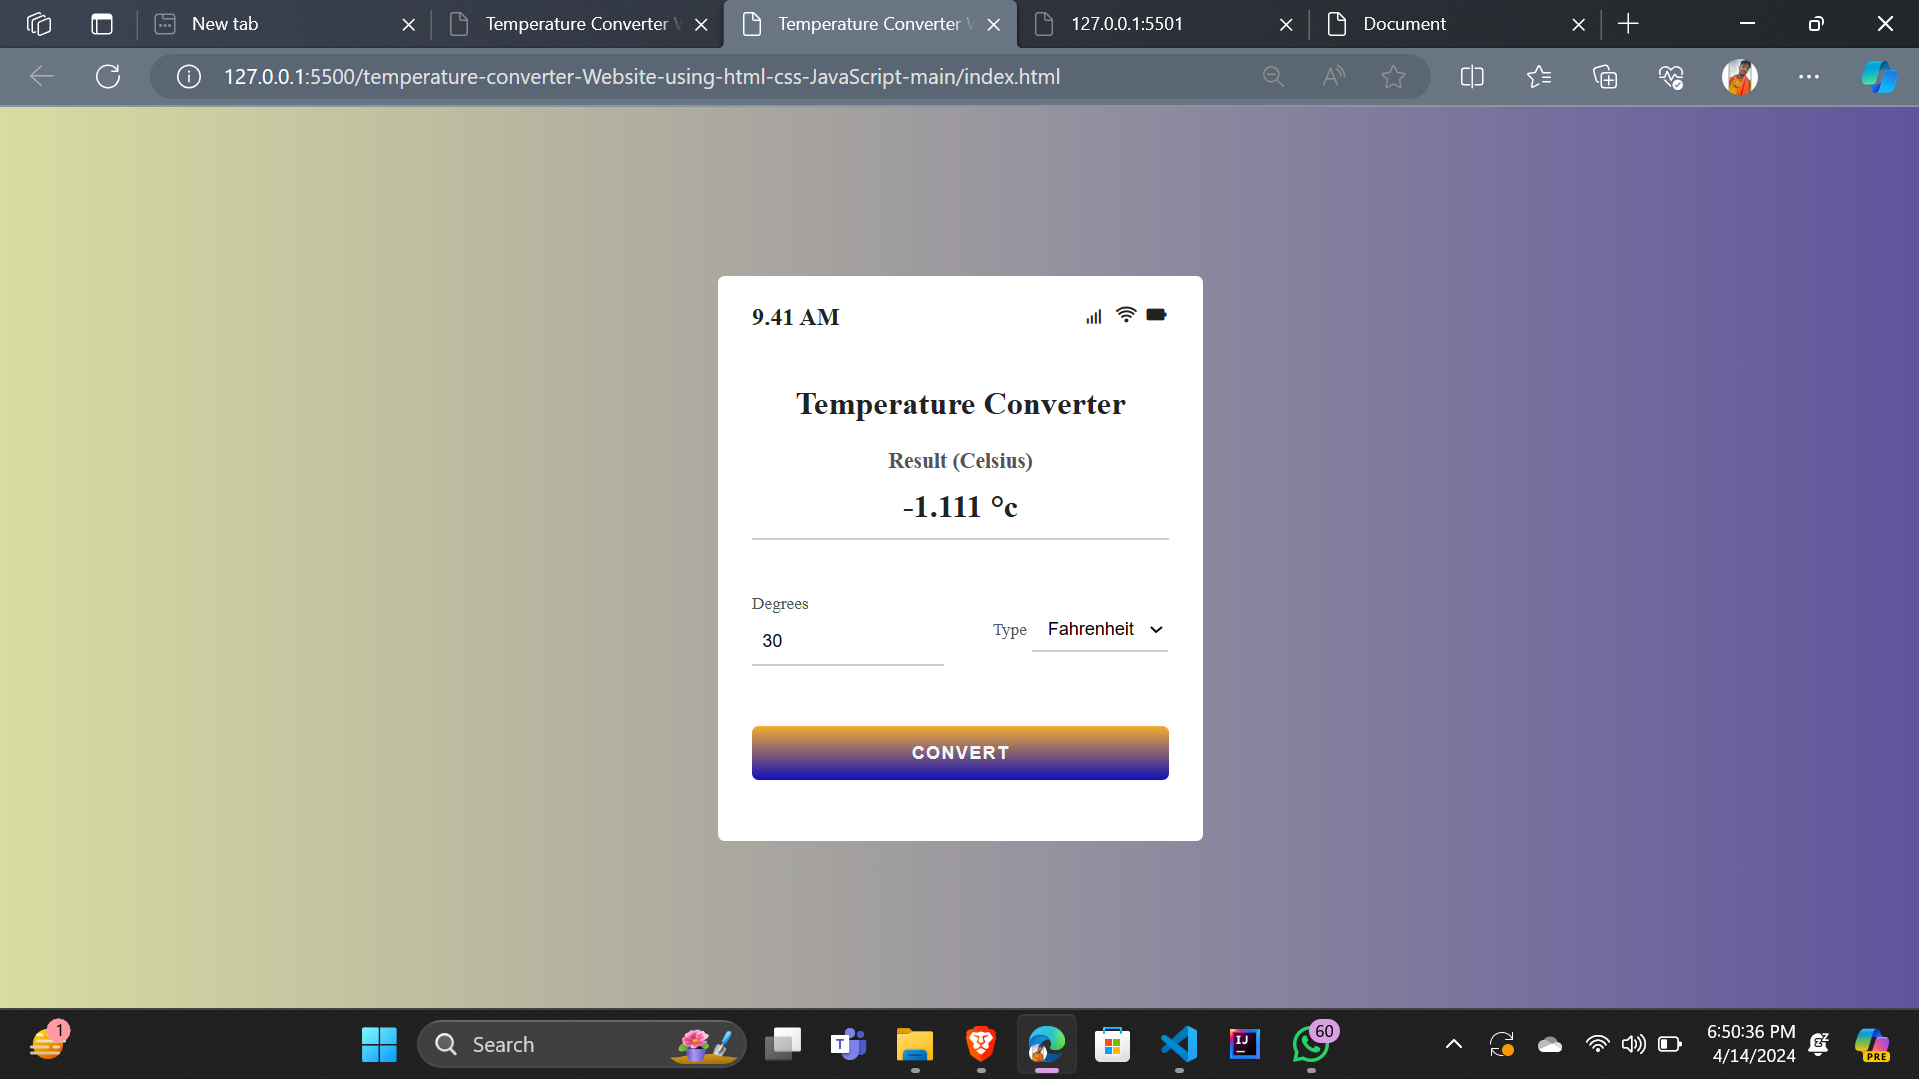 New tab
Temperature Converter
Temperature Converter
127.0.0.1:5501
Document
127.0.0.1:5500/temperature-converter-Website-using-html-css-JavaScript-main/index.html
9.41 AM
Temperature Converter
Result (Celsius)
-1.111 °c
Degrees
30
Type
Fahrenheit
CONVERT
1
Search
T
IJ
60
6:50:36 PM
4/14/2024
PRE